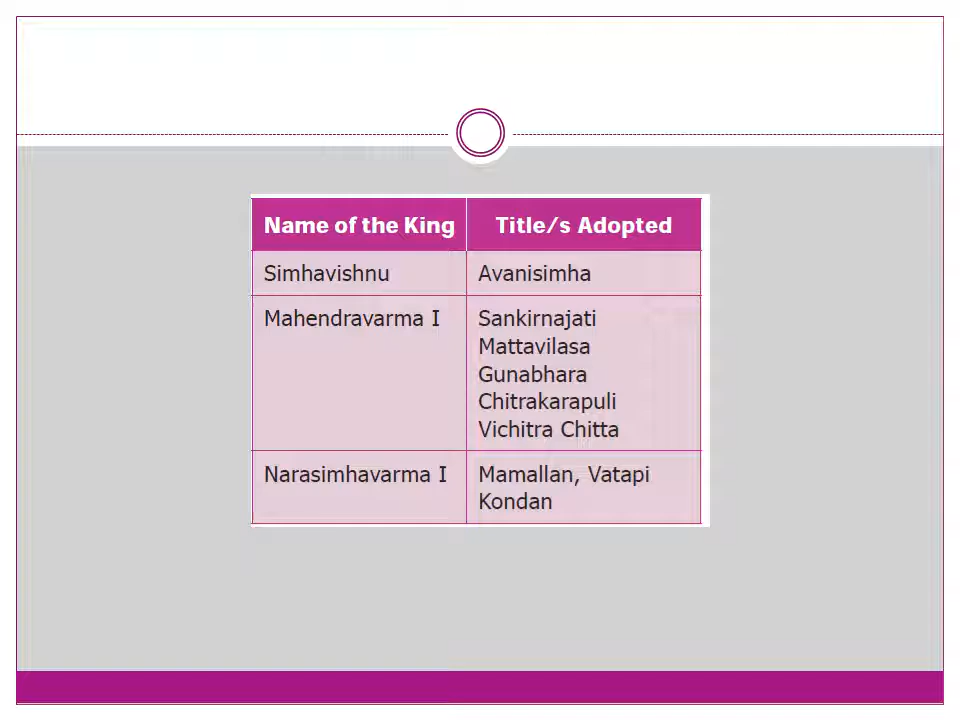 Name of the King Title/s Adopted
Simhavishnu Avanisimha
Mahendravarma I Sankirnajati
Mattavilasa
Gunabhara
Chitrakarapuli
Vichitra Chitta
Narasimhavarma I Mamallan, Vatapi
Kondan